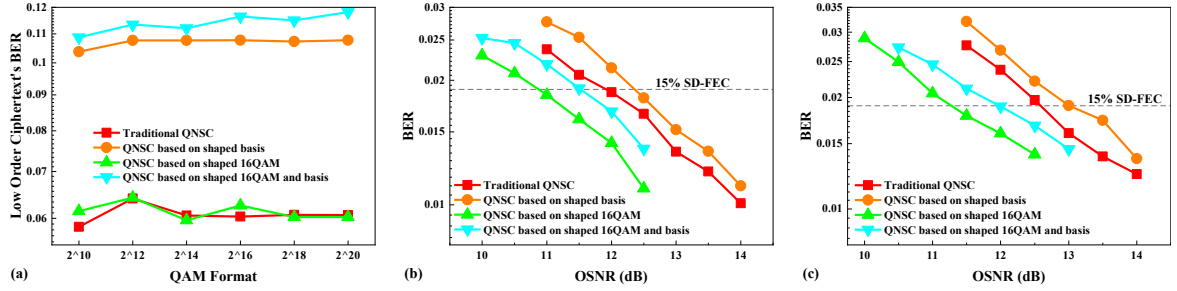 Low Order Ciphertext's BER
0.12
0.11
0.1
0.09
0.08
0.07
0.06
Traditional QNSC
QNSC based on shaped basis
QNSC based on shaped 16QAM
QNSC based on shaped 16QAM and basis
2^10 2^12 2^14 2^16 2^18 2^20
(a) QAM Format
BER
0.03
0.025
0.02
0.015
0.01
15% SD-FEC
Traditional QNSC
QNSC based on shaped basis
QNSC based on shaped 16QAM
QNSC based on shaped 16QAM and basis
10 11 12 13 14
(b) OSNR (dB)
BER
0.035
0.03
0.025
0.02
0.015
0.01
15% SD-FEC
Traditional QNSC
QNSC based on shaped basis
QNSC based on shaped 16QAM
QNSC based on shaped 16QAM and basis
10 11 12 13 14
(c) OSNR (dB)